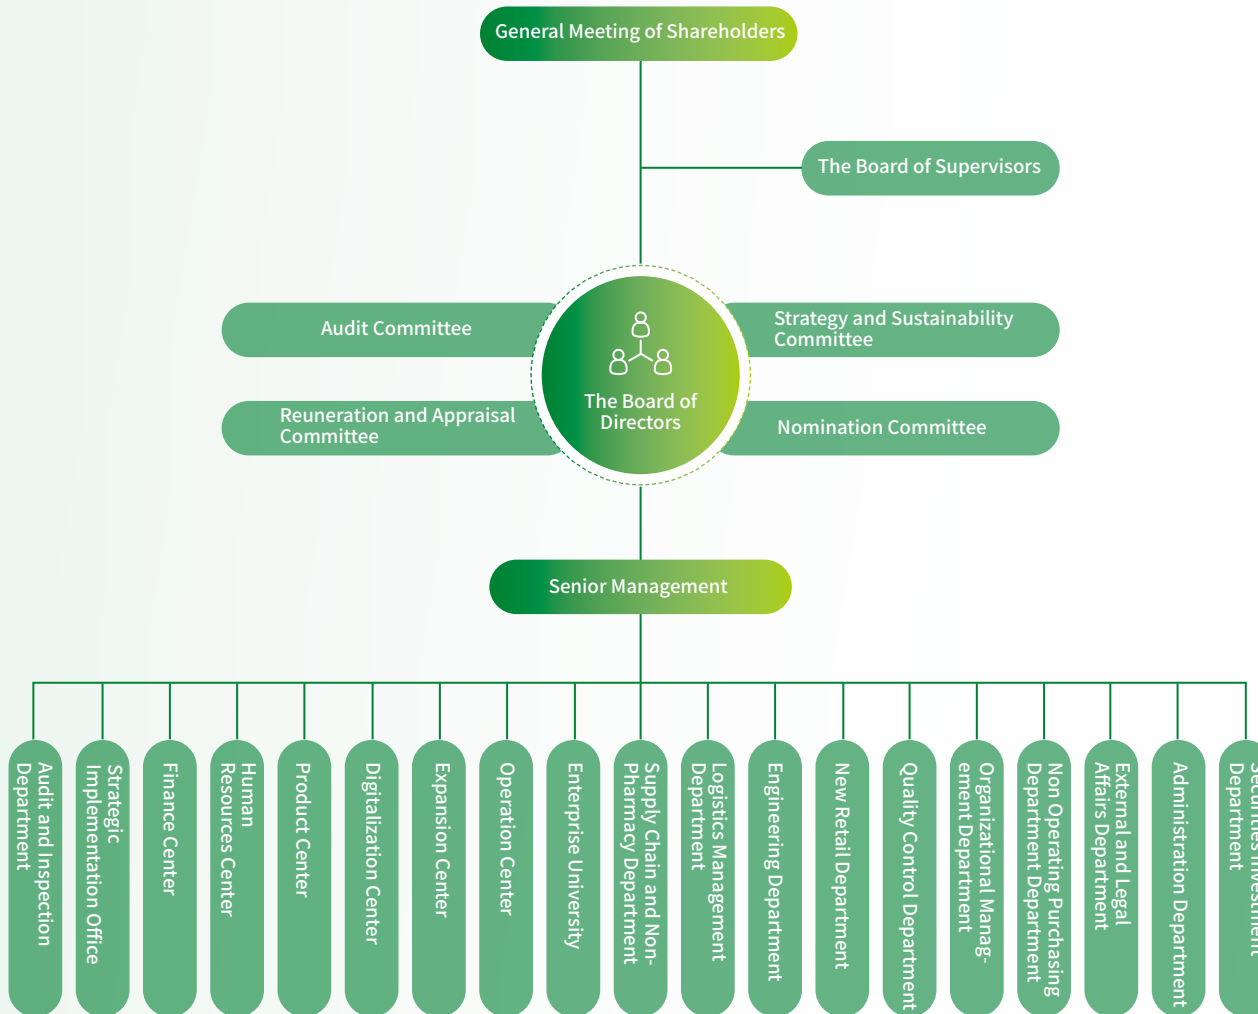 General Meeting of Shareholders
The Board of Supervisors
Audit Committee
Strategy and Sustainability
Committee
The Board of
Directors
Reuneration and Appraisal
Committee
Nomination Committee
Senior Management
Audit and Inspection
Department
Strategic
Implementation Office
Finance Center
Human
Resources Center
Product Center
Digitalization Center
Expansion Center
Operation Center
Enterprise University
Supply Chain and Non-
Pharmacy Department
Logistics Management
Department
Engineering Department
New Retail Department
Quality Control Department
Organizational Manag-
ement Department
Non Operating Purchasing
Department Department
External and Legal
Affairs Department
Administration Department
Department